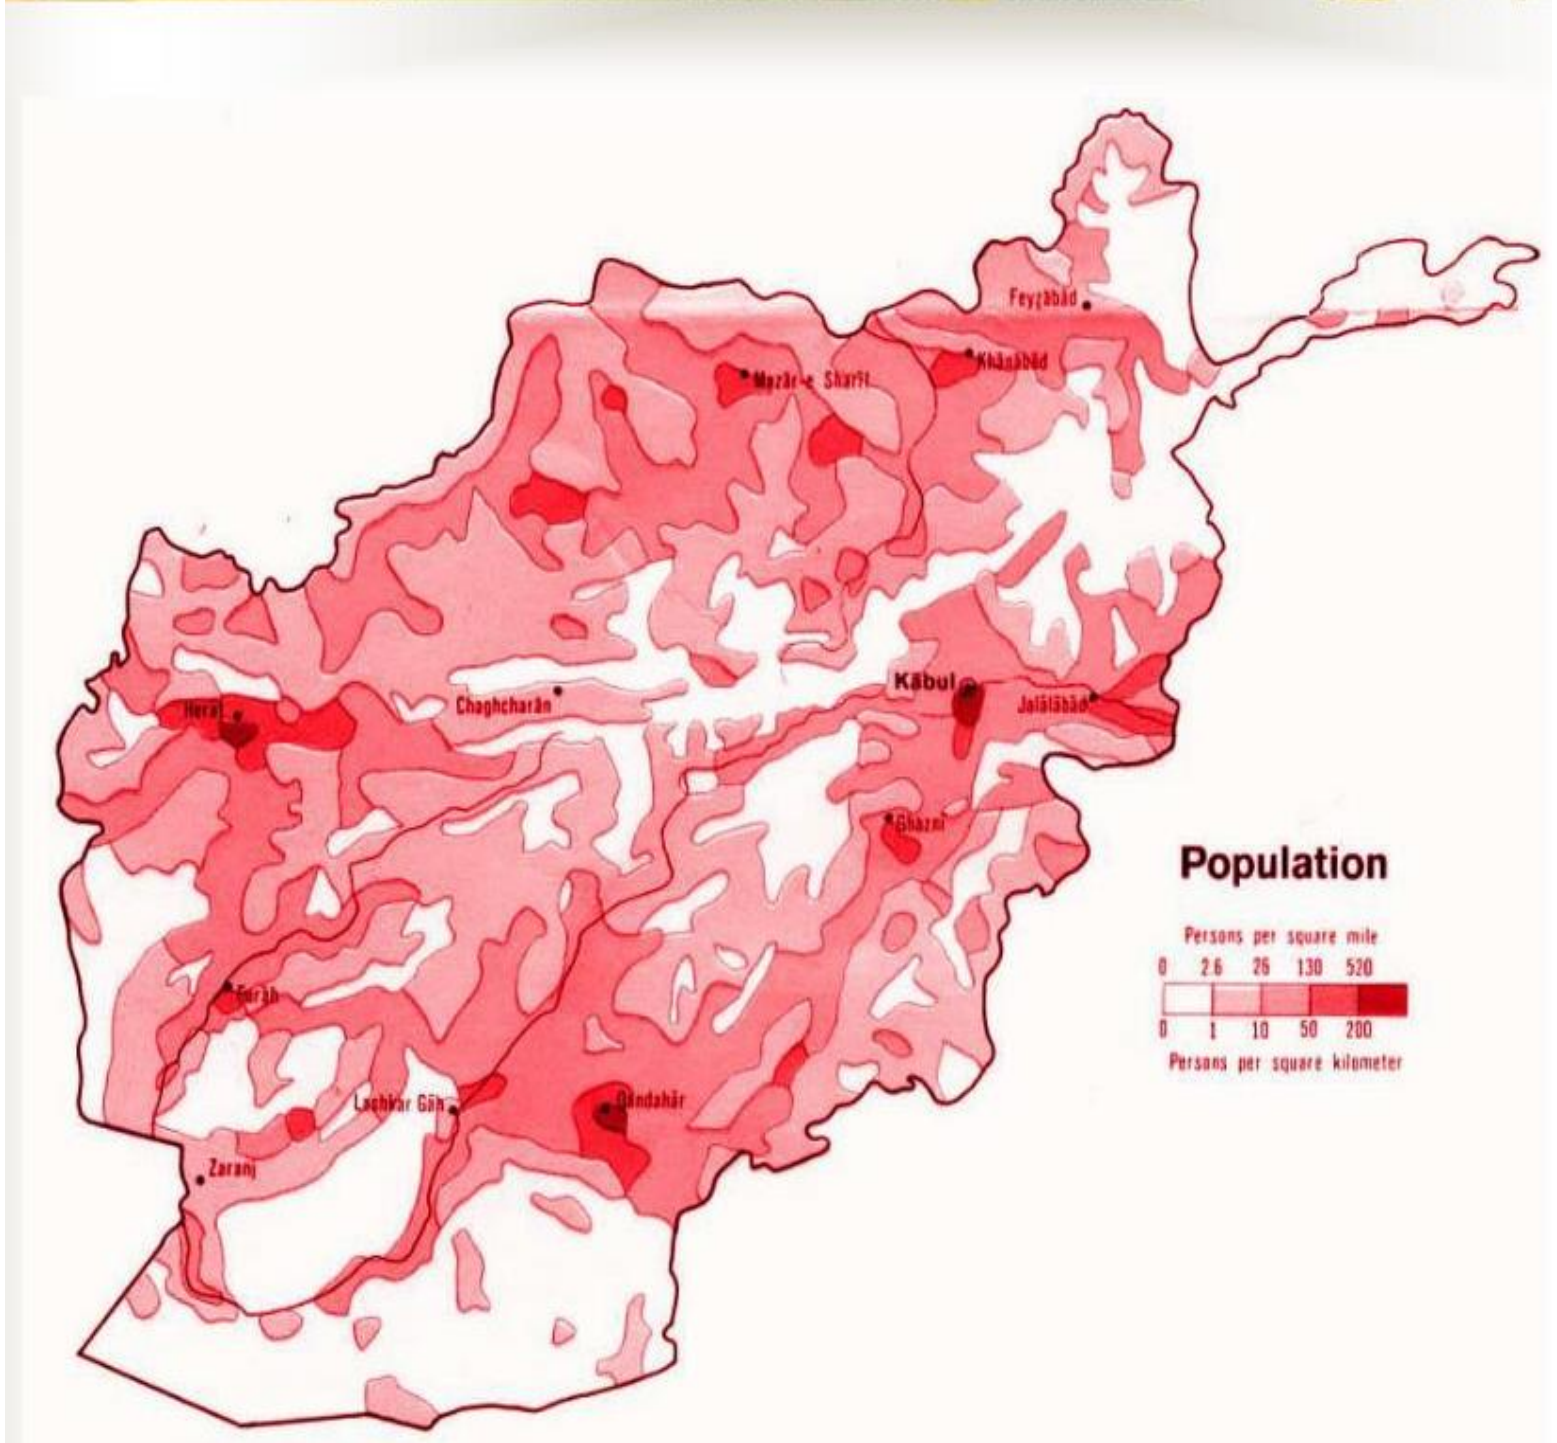 Feyzābād
Khānābād
Mazār-e Sharīf
Kābul
Herāt
Chaghcharān
Jalālābād
Ghaznī
Population
Persons per square mile
0 2.6 26 130 520
Farāh
0 1 10 50 200
Persons per square kilometer
Lashkar Gāh
Qandahār
Zaranj